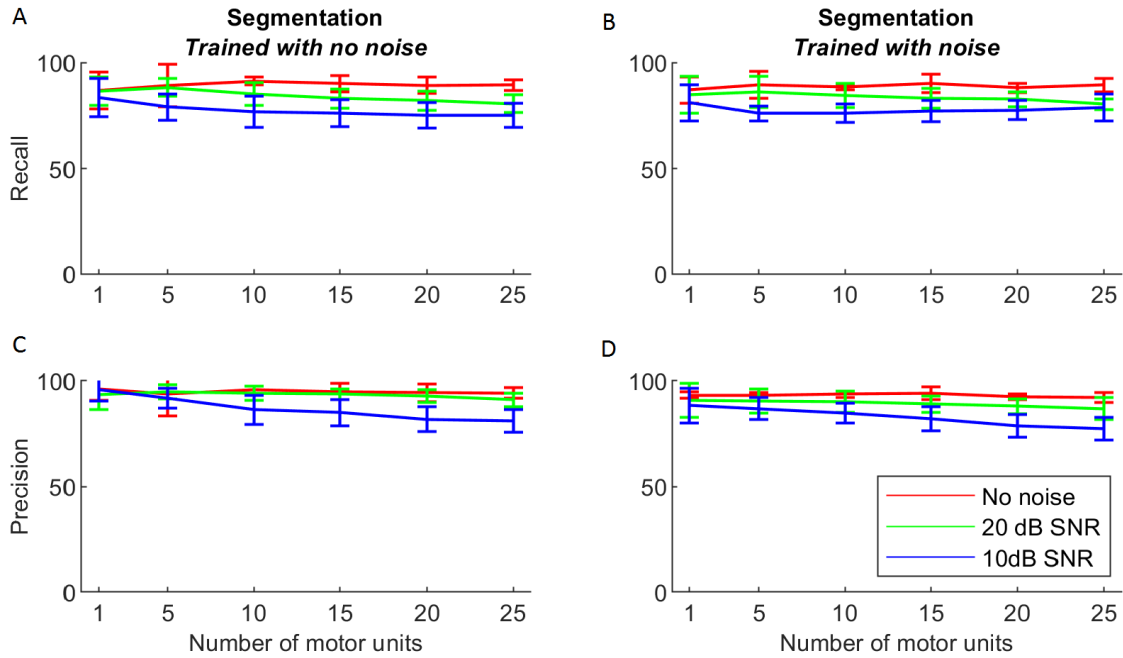 A
Segmentation
Trained with no noise
100
50
0
Recall
1 5 10 15 20 25
B
Segmentation
Trained with noise
100
50
0
1 5 10 15 20 25
C
100
50
0
Precision
1 5 10 15 20 25
Number of motor units
D
100
50
0
No noise
20 dB SNR
10dB SNR
1 5 10 15 20 25
Number of motor units